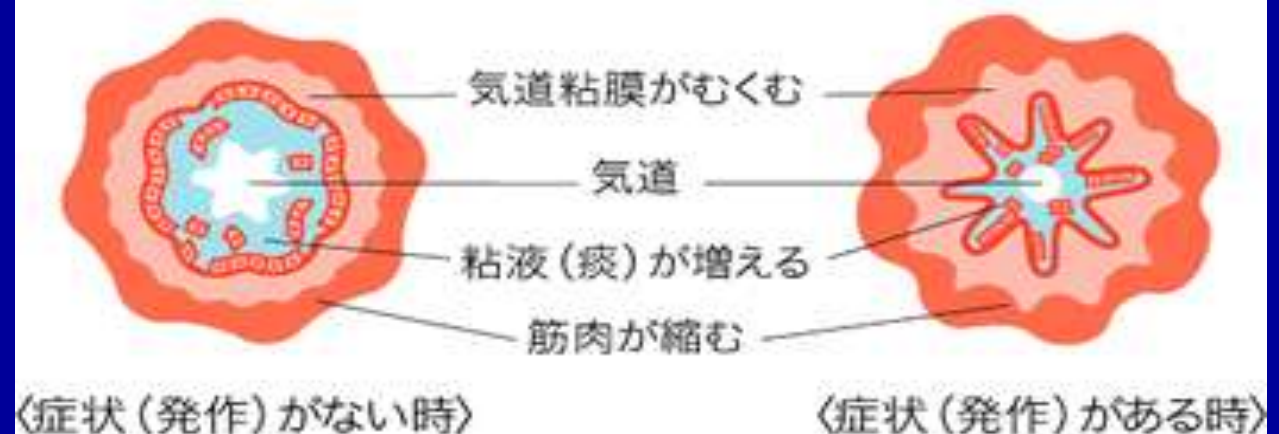 気道粘膜がむくむ
気道
粘液(痰)が増える
筋肉が縮む
〈症状(発作)がない時〉
〈症状(発作)がある時〉